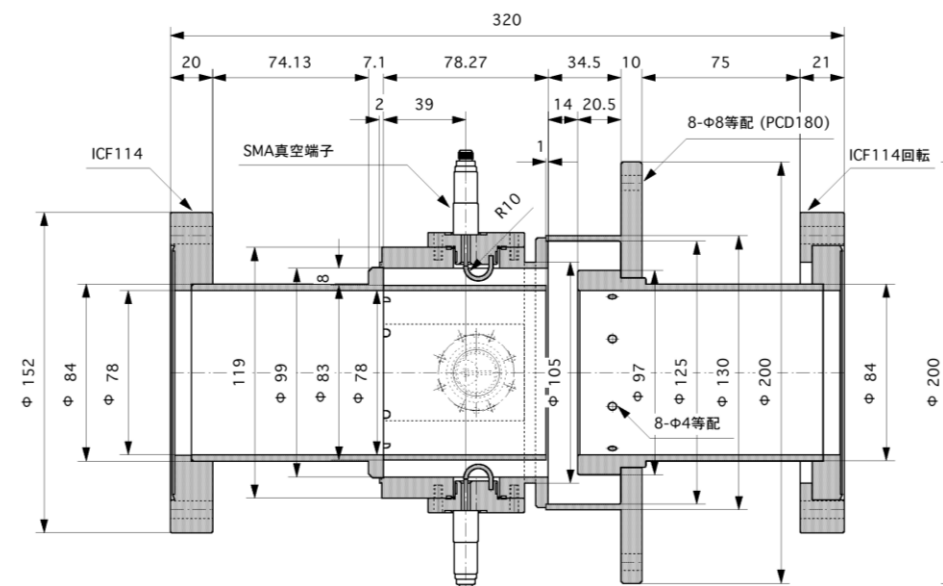 320
20
74.13
7.1
78.27
34.5
10
75
21
2
39
14
20.5
1
8-Φ8等配 (PCD180)
ICF114
SMA真空端子
ICF114回転
R10
8
Φ 152
Φ 84
Φ 78
119
Φ 99
Φ 83
Φ 78
Φ 105
Φ 97
Φ 125
Φ 130
Φ 200
Φ 84
Φ 200
8-Φ4等配